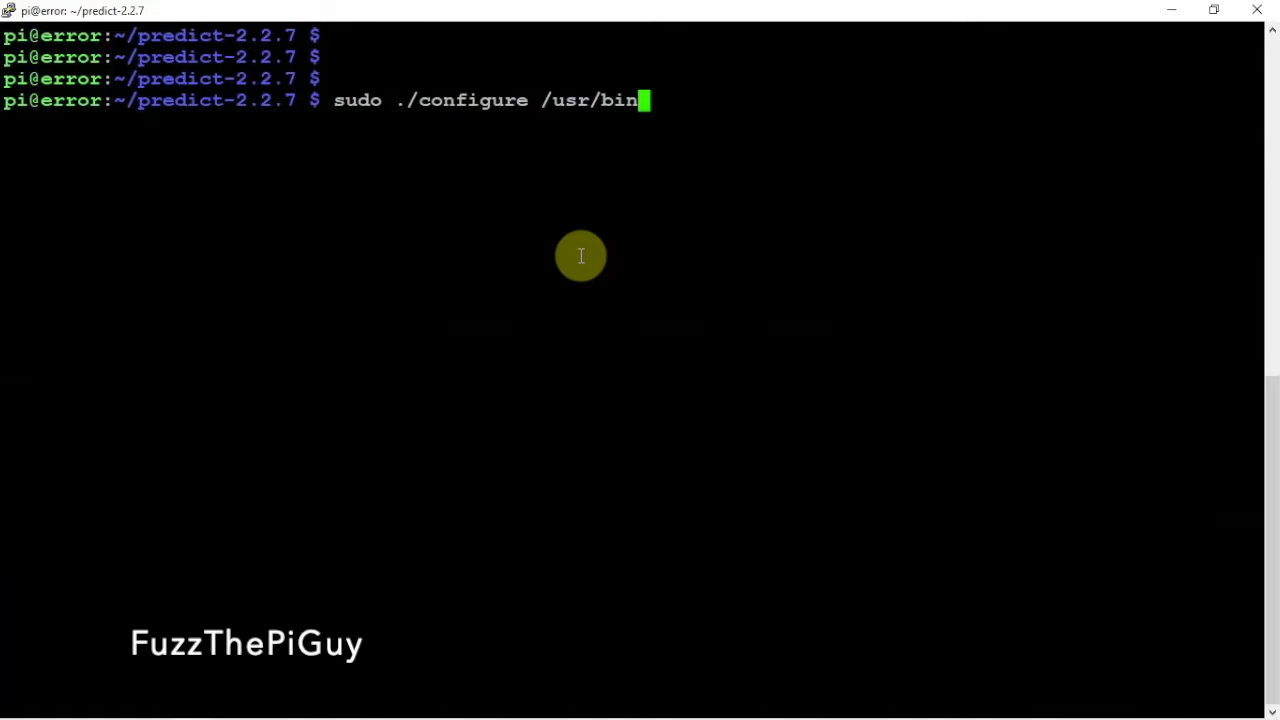 pi@error: ~/predict-2.2.7
pi@error:~/predict-2.2.7 $
pi@error:~/predict-2.2.7 $
pi@error:~/predict-2.2.7 $
pi@error:~/predict-2.2.7 $ sudo ./configure /usr/bin
FuzzThePiGuy